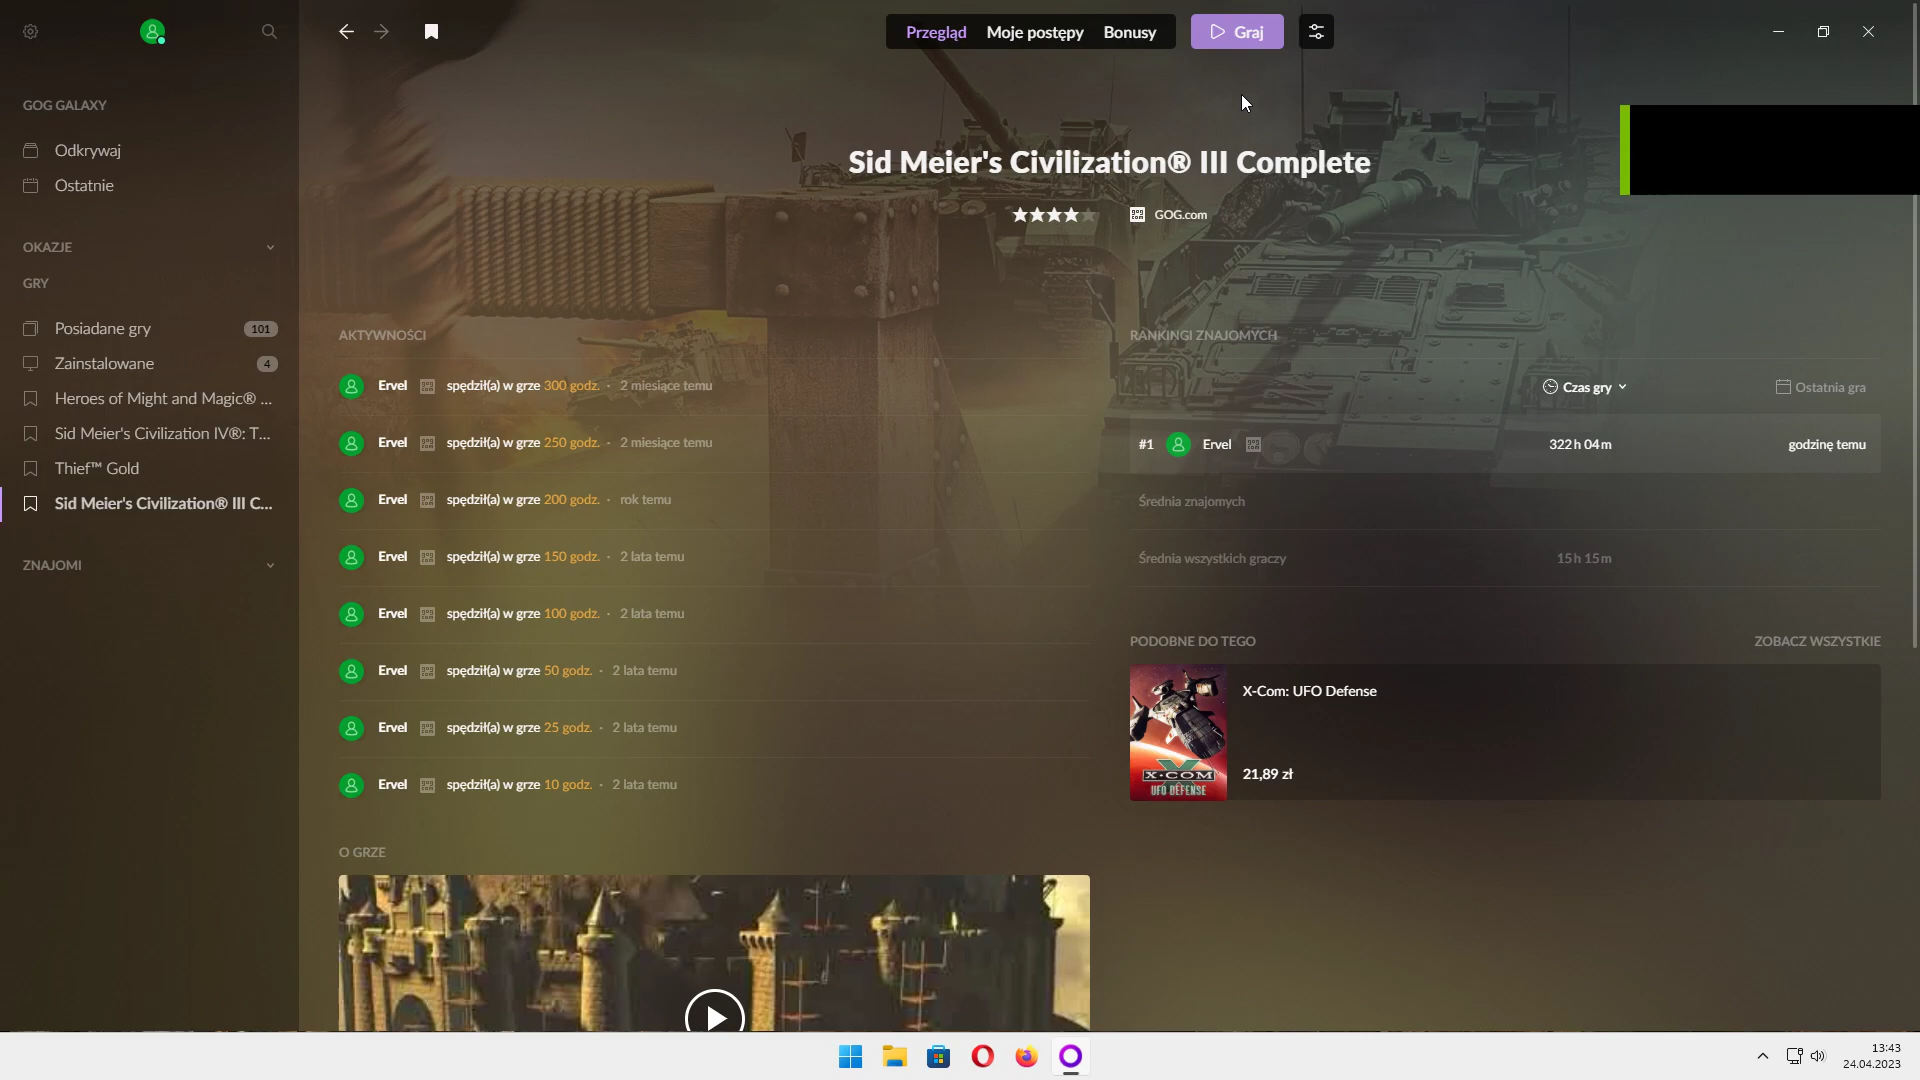 Przegląd Moje postępy Bonusy Graj
GOG GALAXY
Odkrywaj
Ostatnie
OKAZJE
GRY
Posiadane gry 101
Zainstalowane 4
Heroes of Might and Magic® ...
Sid Meier's Civilization IV®: T...
Thief™ Gold
Sid Meier's Civilization® III C...
ZNAJOMI
Sid Meier's Civilization® III Complete
GOG.com
AKTYWNOŚCI
Ervel spędził(a) w grze 300 godz. · 2 miesiące temu
Ervel spędził(a) w grze 250 godz. · 2 miesiące temu
Ervel spędził(a) w grze 200 godz. · rok temu
Ervel spędził(a) w grze 150 godz. · 2 lata temu
Ervel spędził(a) w grze 100 godz. · 2 lata temu
Ervel spędził(a) w grze 50 godz. · 2 lata temu
Ervel spędził(a) w grze 25 godz. · 2 lata temu
Ervel spędził(a) w grze 10 godz. · 2 lata temu
O GRZE
RANKINGI ZNAJOMYCH
Czas gry Ostatnia gra
#1 Ervel 322 h 04 m godzinę temu
Średnia znajomych
Średnia wszystkich graczy 15 h 15 m
PODOBNE DO TEGO ZOBACZ WSZYSTKIE
X-COM
UFO DEFENSE
X-Com: UFO Defense
21,89 zł
13:43
24.04.2023